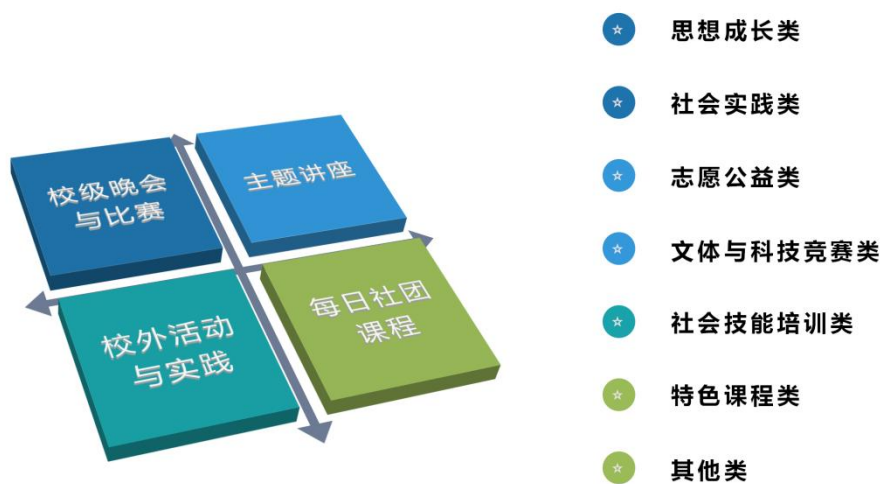 校级晚会
与比赛
主题讲座
校外活动
与实践
每日社团
课程
思想成长类
社会实践类
志愿公益类
文体与科技竞赛类
社会技能培训类
特色课程类
其他类